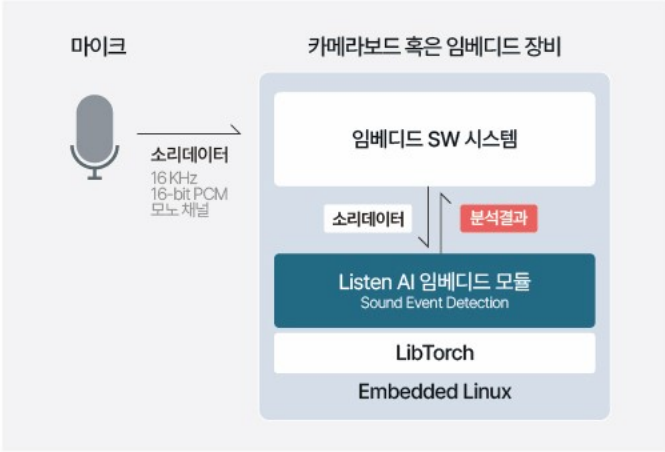 마이크
카메라보드 혹은 임베디드 장비
소리데이터
16 KHz
16-bit PCM
모노 채널
임베디드 SW 시스템
소리데이터
분석결과
Listen AI 임베디드 모듈
Sound Event Detection
LibTorch
Embedded Linux